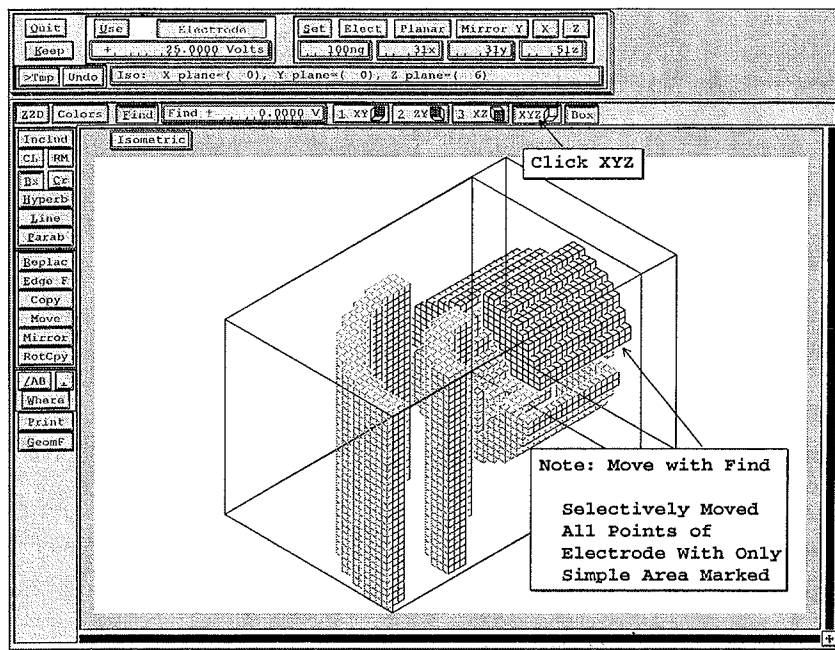 Quit Use Electrode Set Elect Planar Mirror Y X Z
Keep + 25.0000 Volts 100ng 31x 31y 51z
>Tmp Undo Iso: X plane=( 0), Y plane=( 0), Z plane=( 6)
ZZD Colors Find Find ± 0.0000 V 1 XY 2 ZY 3 XZ XYZ Box
Includ
CL RM
Bx Cr
Hyperb
Line
Parab
Replac
Edge F
Copy
Move
Mirror
RotCpy
/AB .
Where
Print
GeomF
Isometric
Click XYZ
Note: Move with Find
Selectively Moved
All Points of
Electrode With Only
Simple Area Marked